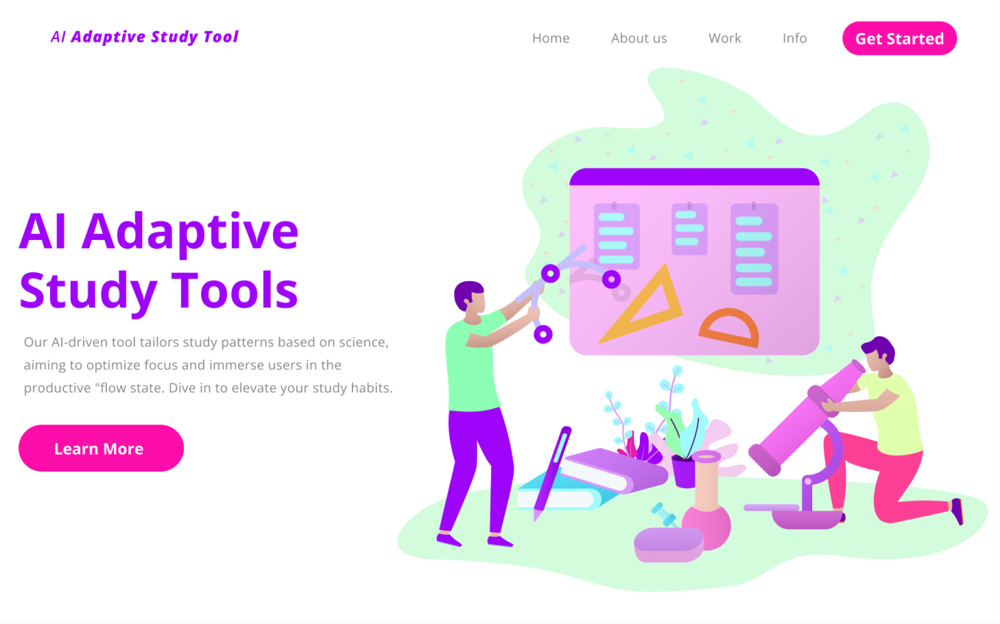 AI Adaptive Study Tool
Home
About us
Work
Info
Get Started
AI Adaptive
Study Tools
Our AI-driven tool tailors study patterns based on science,
aiming to optimize focus and immerse users in the
productive "flow state. Dive in to elevate your study habits.
Learn More